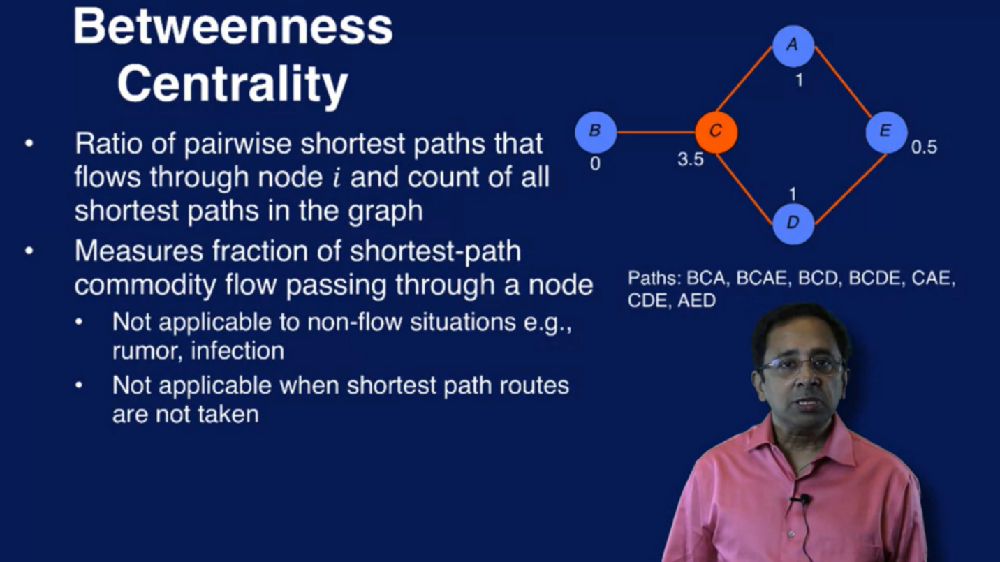 Betweenness
Centrality
• Ratio of pairwise shortest paths that
flows through node i and count of all
shortest paths in the graph
• Measures fraction of shortest-path
commodity flow passing through a node
• Not applicable to non-flow situations e.g.,
rumor, infection
• Not applicable when shortest path routes
are not taken
A
1
B
0
C
3.5
E
0.5
1
D
Paths: BCA, BCAE, BCD, BCDE, CAE,
CDE, AED